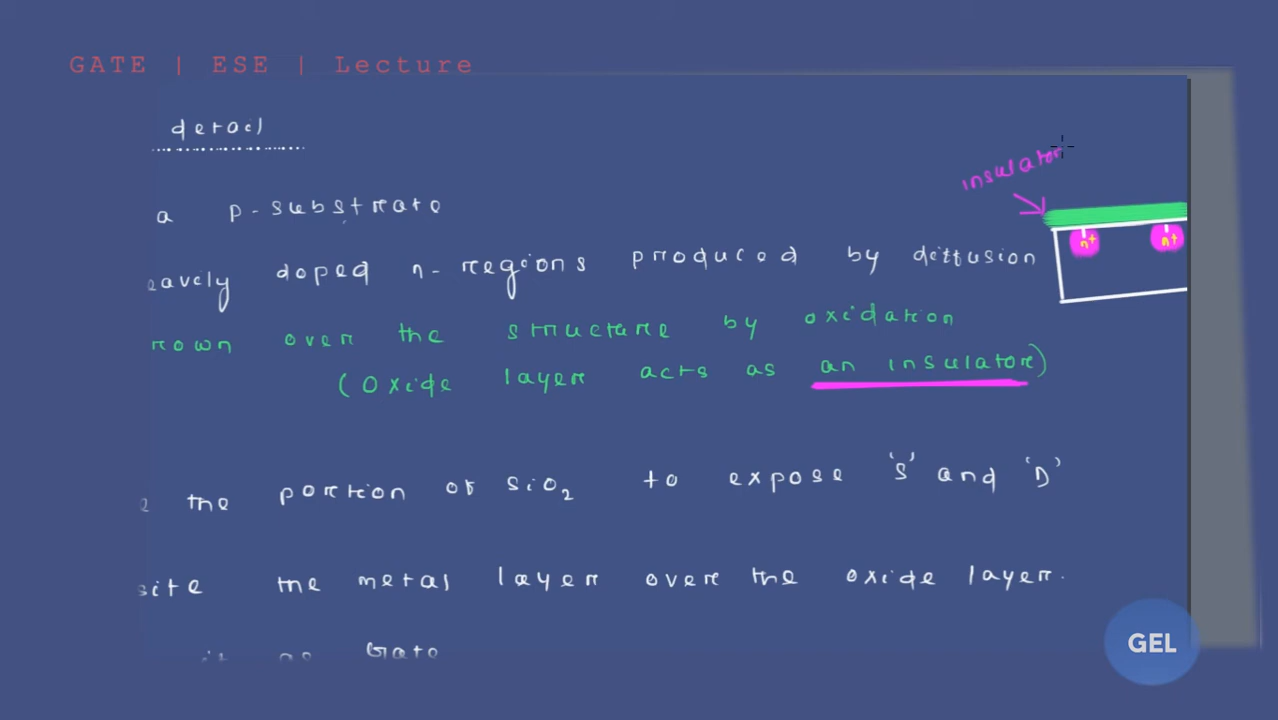 GATE | ESE | Lecture
detail
insulator
a p-substrate
n+ n+
eavely doped n-regions produced by diffusion
rown over the structure by oxidation
(Oxide layer acts as an insulator)
the portion of SiO2 to expose 'S' and 'D'
site the metal layer over the oxide layer.
it as Gate
GEL